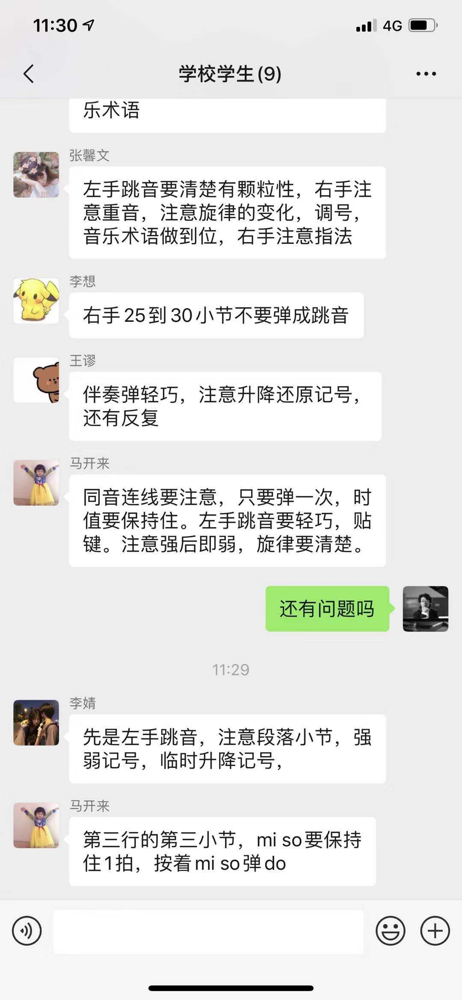 11:30
4G
学校学生(9)
乐术语
张馨文
左手跳音要清楚有颗粒性，右手注
意重音，注意旋律的变化，调号，
音乐术语做到位，右手注意指法
李想
右手25到30小节不要弹成跳音
王谬
伴奏弹轻巧，注意升降还原记号，
还有反复
马开来
同音连线要注意，只要弹一次，时
值要保持住。左手跳音要轻巧，贴
键。注意强后即弱，旋律要清楚。
还有问题吗
11:29
李婧
先是左手跳音，注意段落小节，强
弱记号，临时升降记号，
马开来
第三行的第三小节，mi so要保持
住1拍，按着mi so弹do